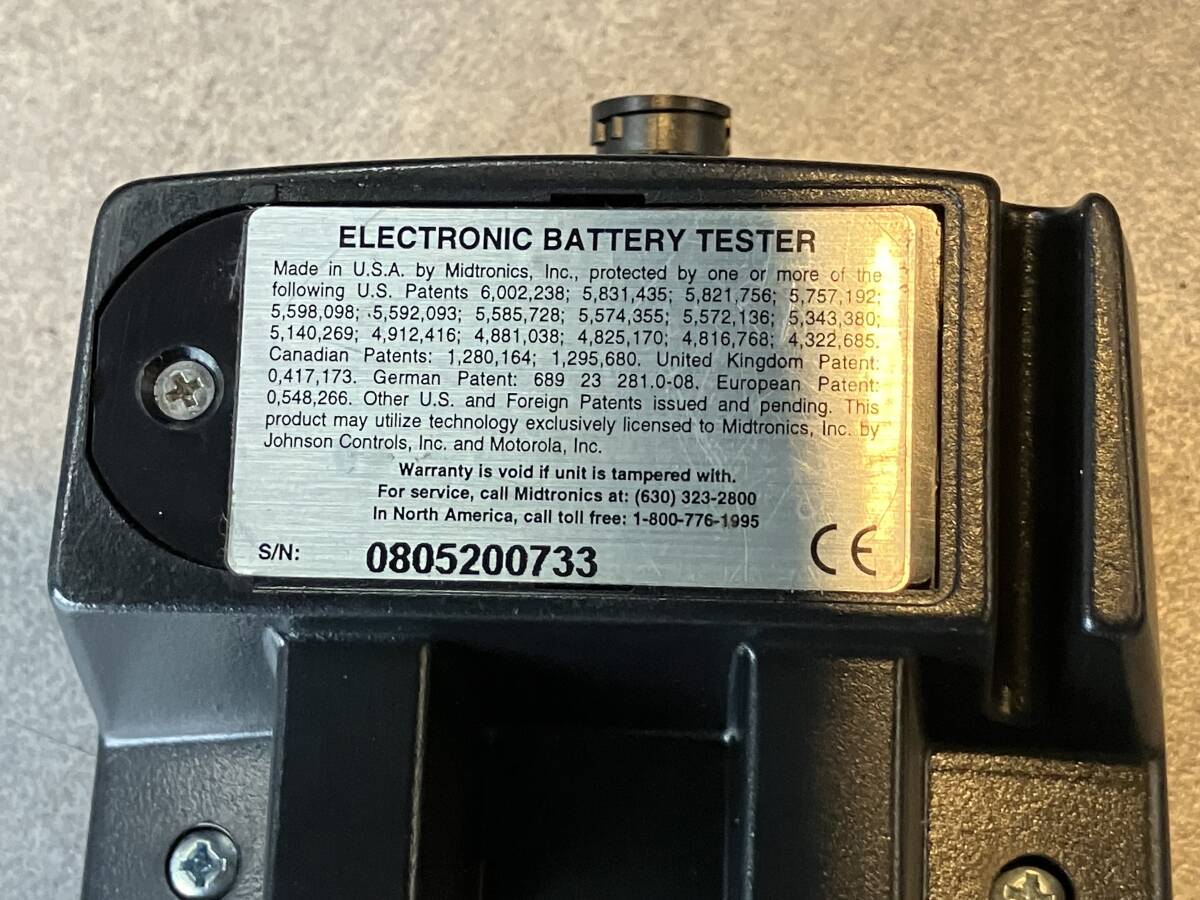 ELECTRONIC BATTERY TESTER
Made in U.S.A. by Midtronics, Inc., protected by one or more of the
following U.S. Patents 6,002,238; 5,831,435; 5,821,756; 5,757,192;
5,598,098; 5,592,093; 5,585,728; 5,574,355; 5,572,136; 5,343,380;
5,140,269; 4,912,416; 4,881,038; 4,825,170; 4,816,768; 4,322,685.
Canadian Patents: 1,280,164; 1,295,680. United Kingdom Patent:
0,417,173. German Patent: 689 23 281.0-08. European Patent:
0,548,266. Other U.S. and Foreign Patents issued and pending. This
product may utilize technology exclusively licensed to Midtronics, Inc. by
Johnson Controls, Inc. and Motorola, Inc.
Warranty is void if unit is tampered with.
For service, call Midtronics at: (630) 323-2800
In North America, call toll free: 1-800-776-1995
S/N: 0805200733 CE